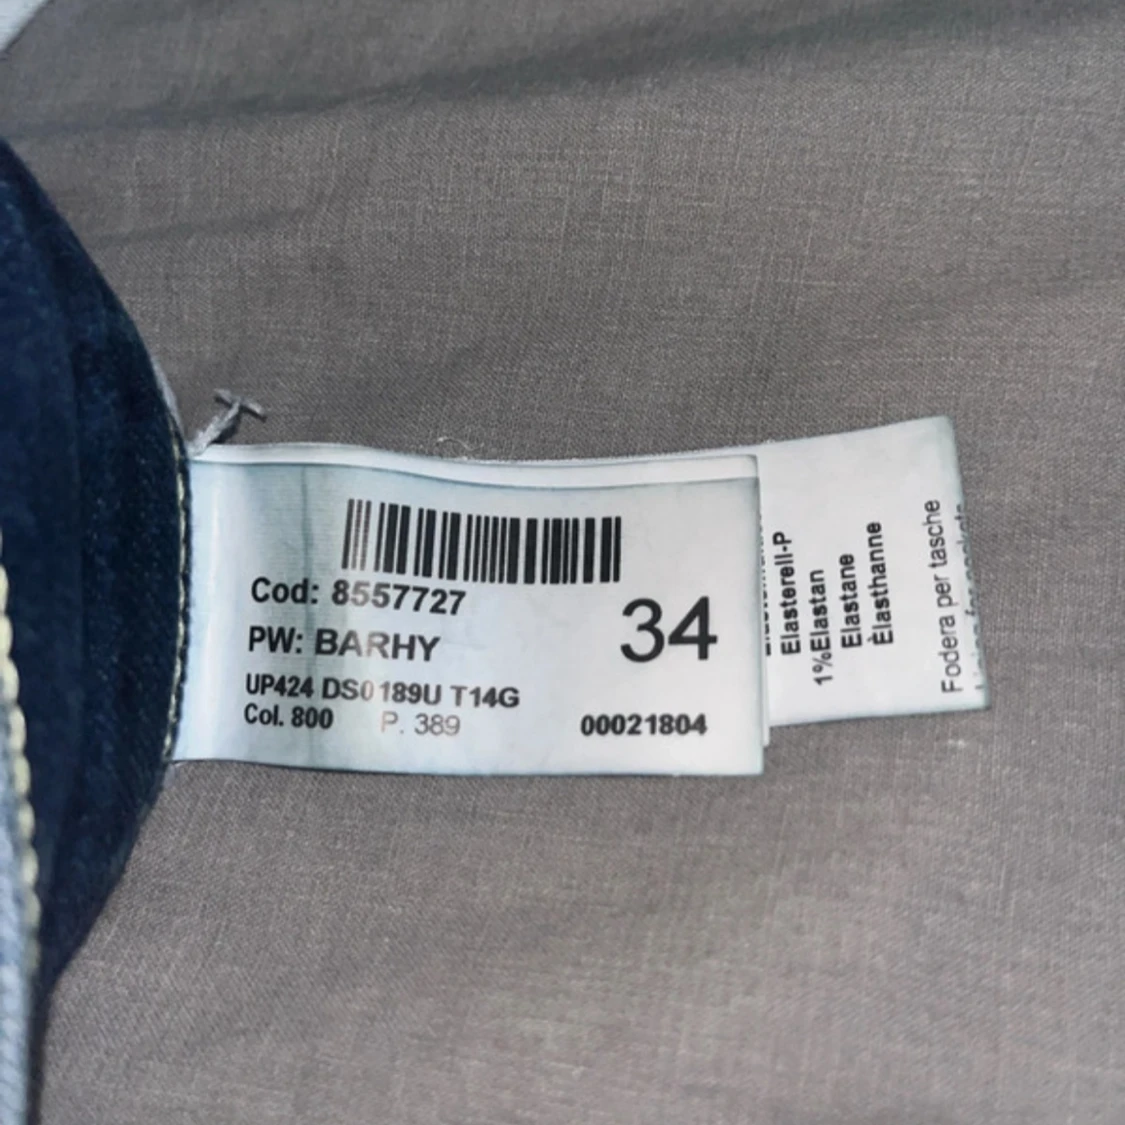 Cod: 8557727
PW: BARHY
34
UP424 DS0189U T14G
Col. 800 P. 389
00021804
Elasterell-P
1%Elastan
Elastane
Èlasthanne
Fodera per tasche